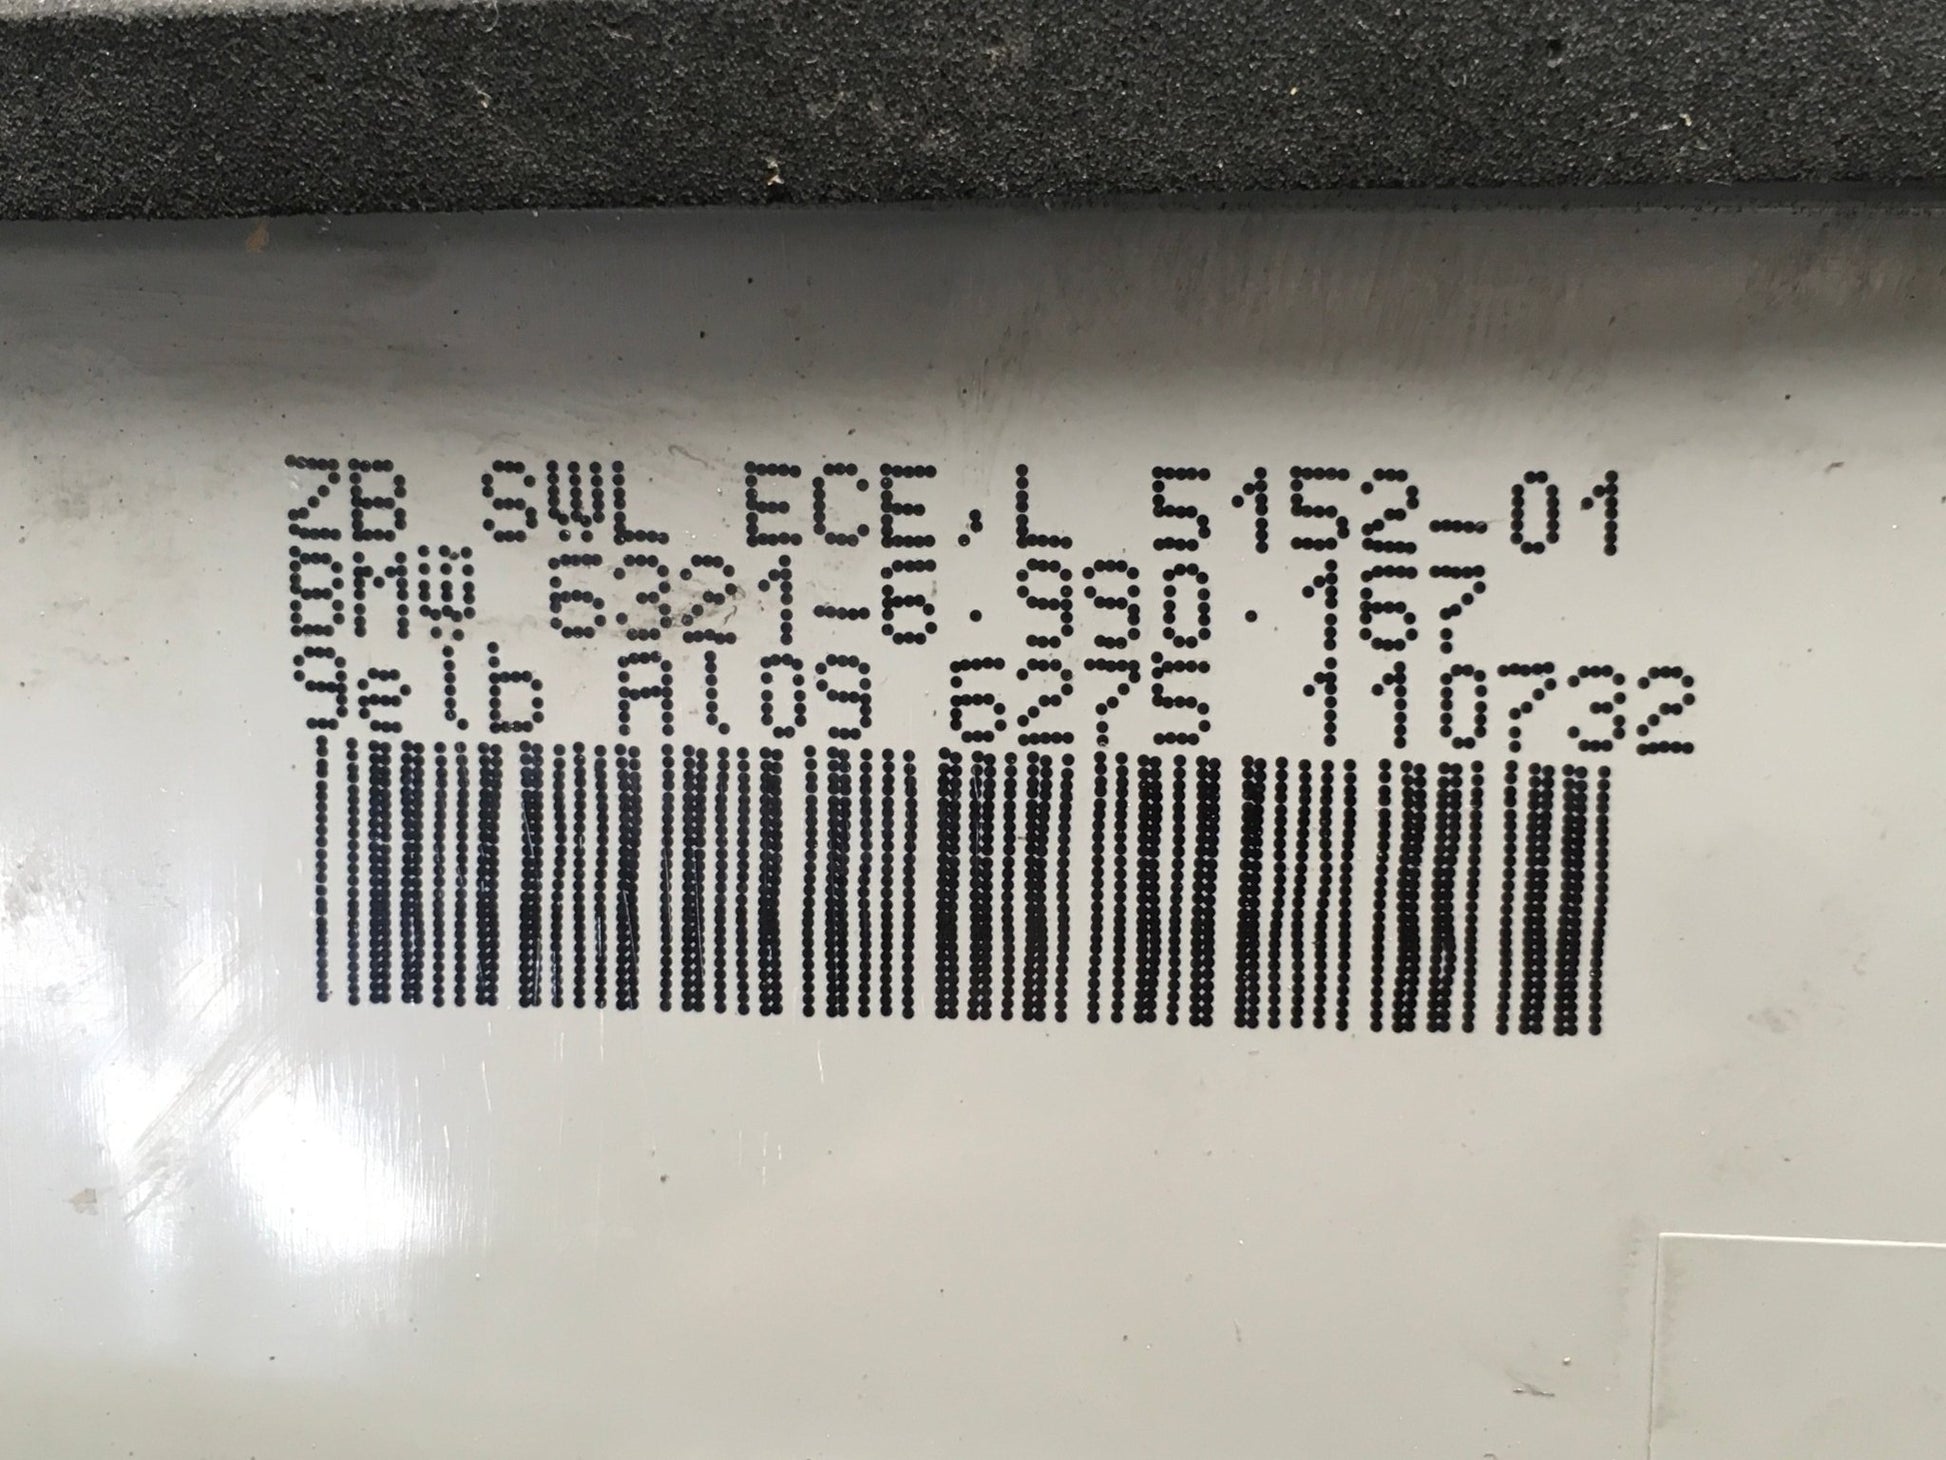 ZB SWL ECE,L 5152-01
BMW 6321-6.990.167
gelb Al09 6275 110732